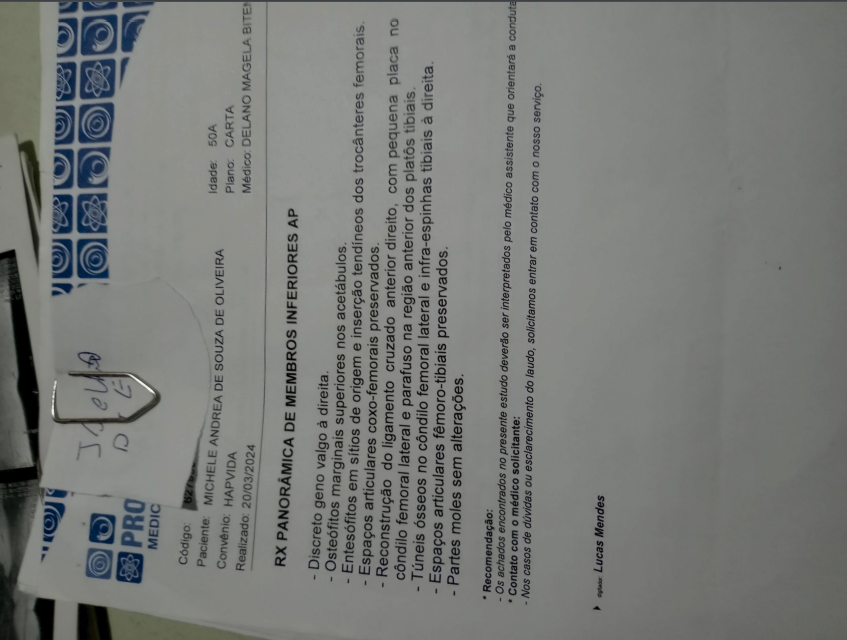 PRO
MEDIC
Joelho
D e E
Código:
Paciente: MICHELE ANDREA DE SOUZA DE OLIVEIRA
Idade: 50A
Convênio: HAPVIDA
Plano: CARTA
Realizado: 20/03/2024
Médico: DELANO MAGELA BITEN
RX PANORÂMICA DE MEMBROS INFERIORES AP
- Discreto geno valgo à direita.
- Osteófitos marginais superiores nos acetábulos.
- Entesófitos em sítios de origem e inserção tendíneos dos trocânteres femorais.
- Espaços articulares coxo-femorais preservados.
- Reconstrução do ligamento cruzado anterior direito, com pequena placa no
côndilo femoral lateral e parafuso na região anterior dos platôs tibiais.
- Túneis ósseos no côndilo femoral lateral e infra-espinhas tibiais à direita.
- Espaços articulares fêmoro-tibiais preservados.
- Partes moles sem alterações.
* Recomendação:
- Os achados encontrados no presente estudo deverão ser interpretados pelo médico assistente que orientará a conduta
* Contato com o médico solicitante:
- Nos casos de dúvidas ou esclarecimento do laudo, solicitamos entrar em contato com o nosso serviço.
Lucas Mendes